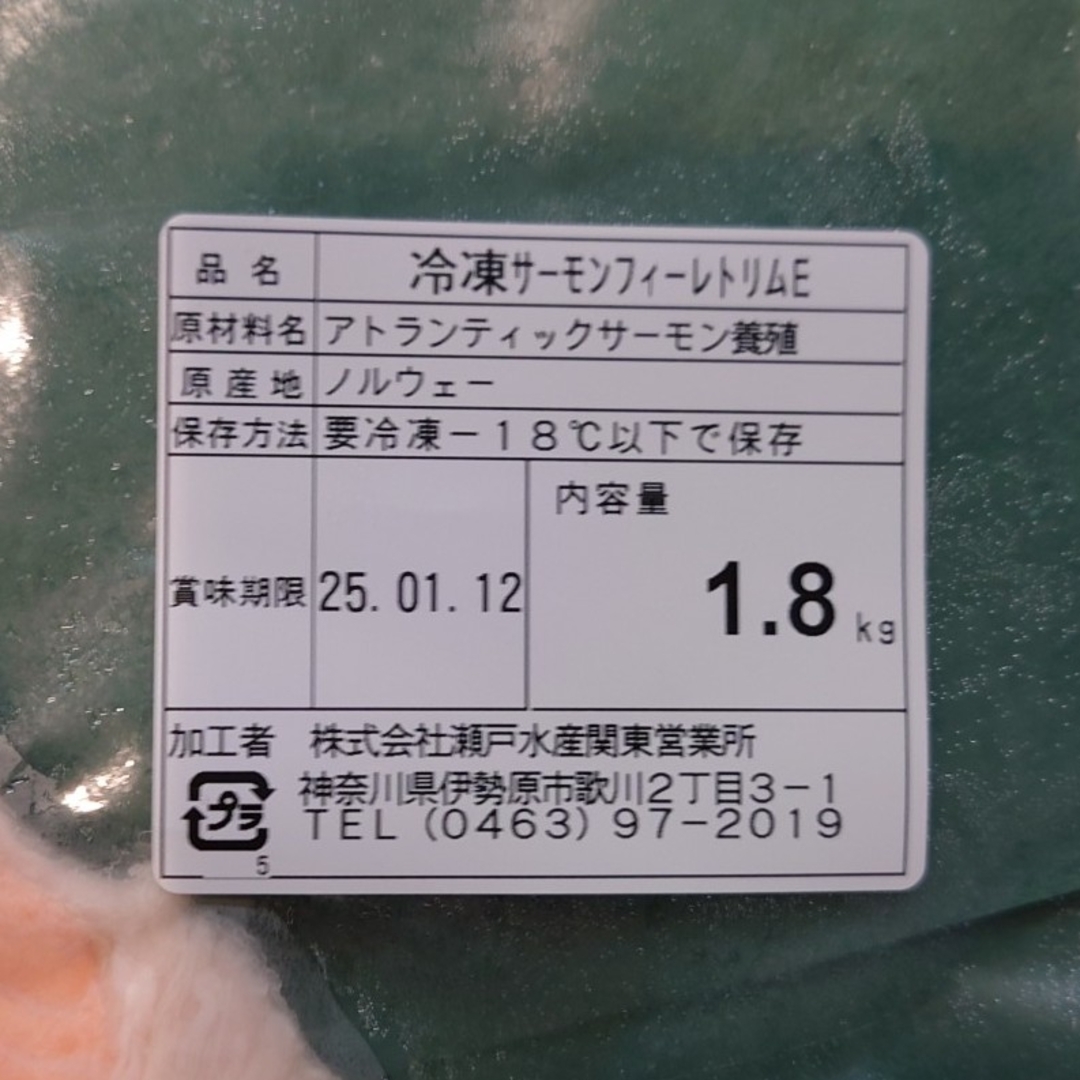 品名 冷凍サーモンフィーレトリムE
原材料名 アトランティックサーモン養殖
原産地 ノルウェー
保存方法 要冷凍-18℃以下で保存
内容量
賞味期限 25.01.12 1.8 kg
加工者 株式会社瀬戸水産関東営業所
神奈川県伊勢原市歌川2丁目3-1
プラ TEL(0463)97-2019
5